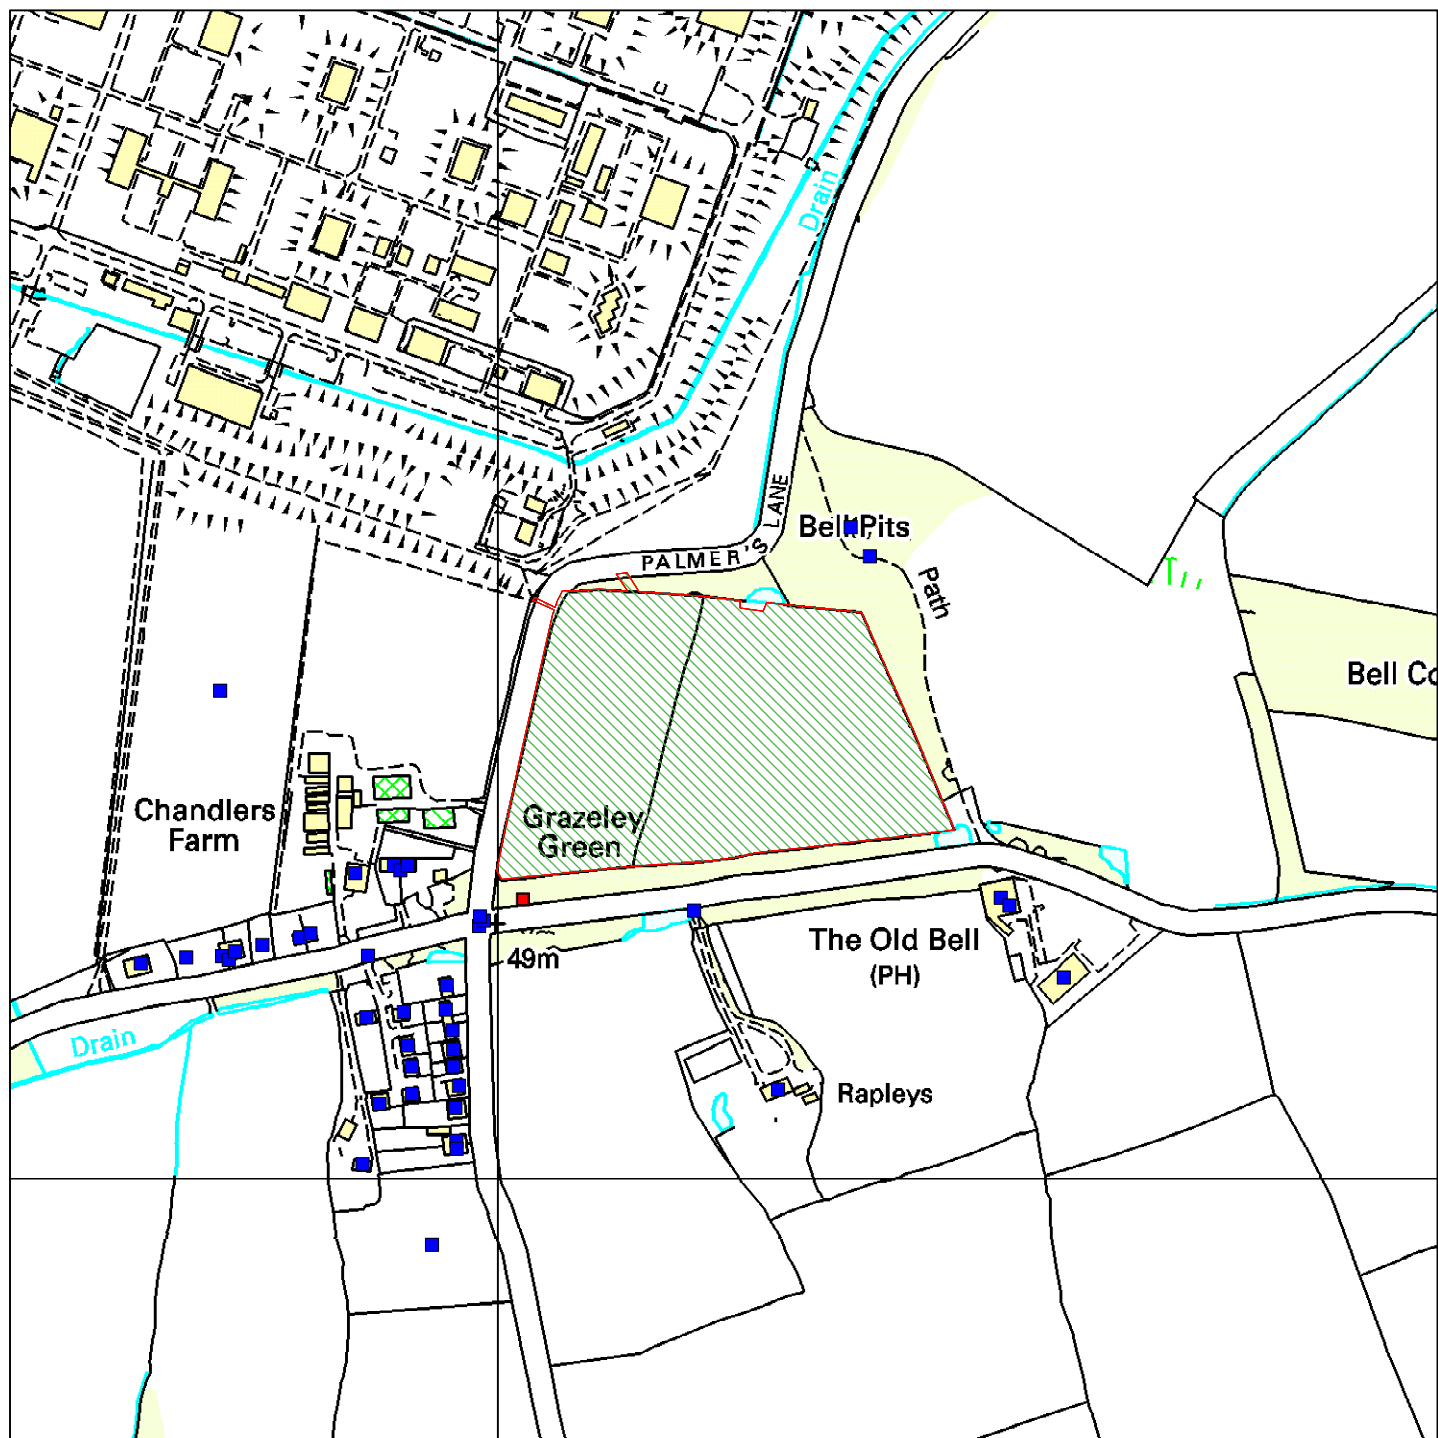 Drain
PALMER'S LANE
Bell Pits
Path
Bell Co
Chandlers
Farm
Grazeley
Green
The Old Bell
(PH)
49m
Drain
Rapleys